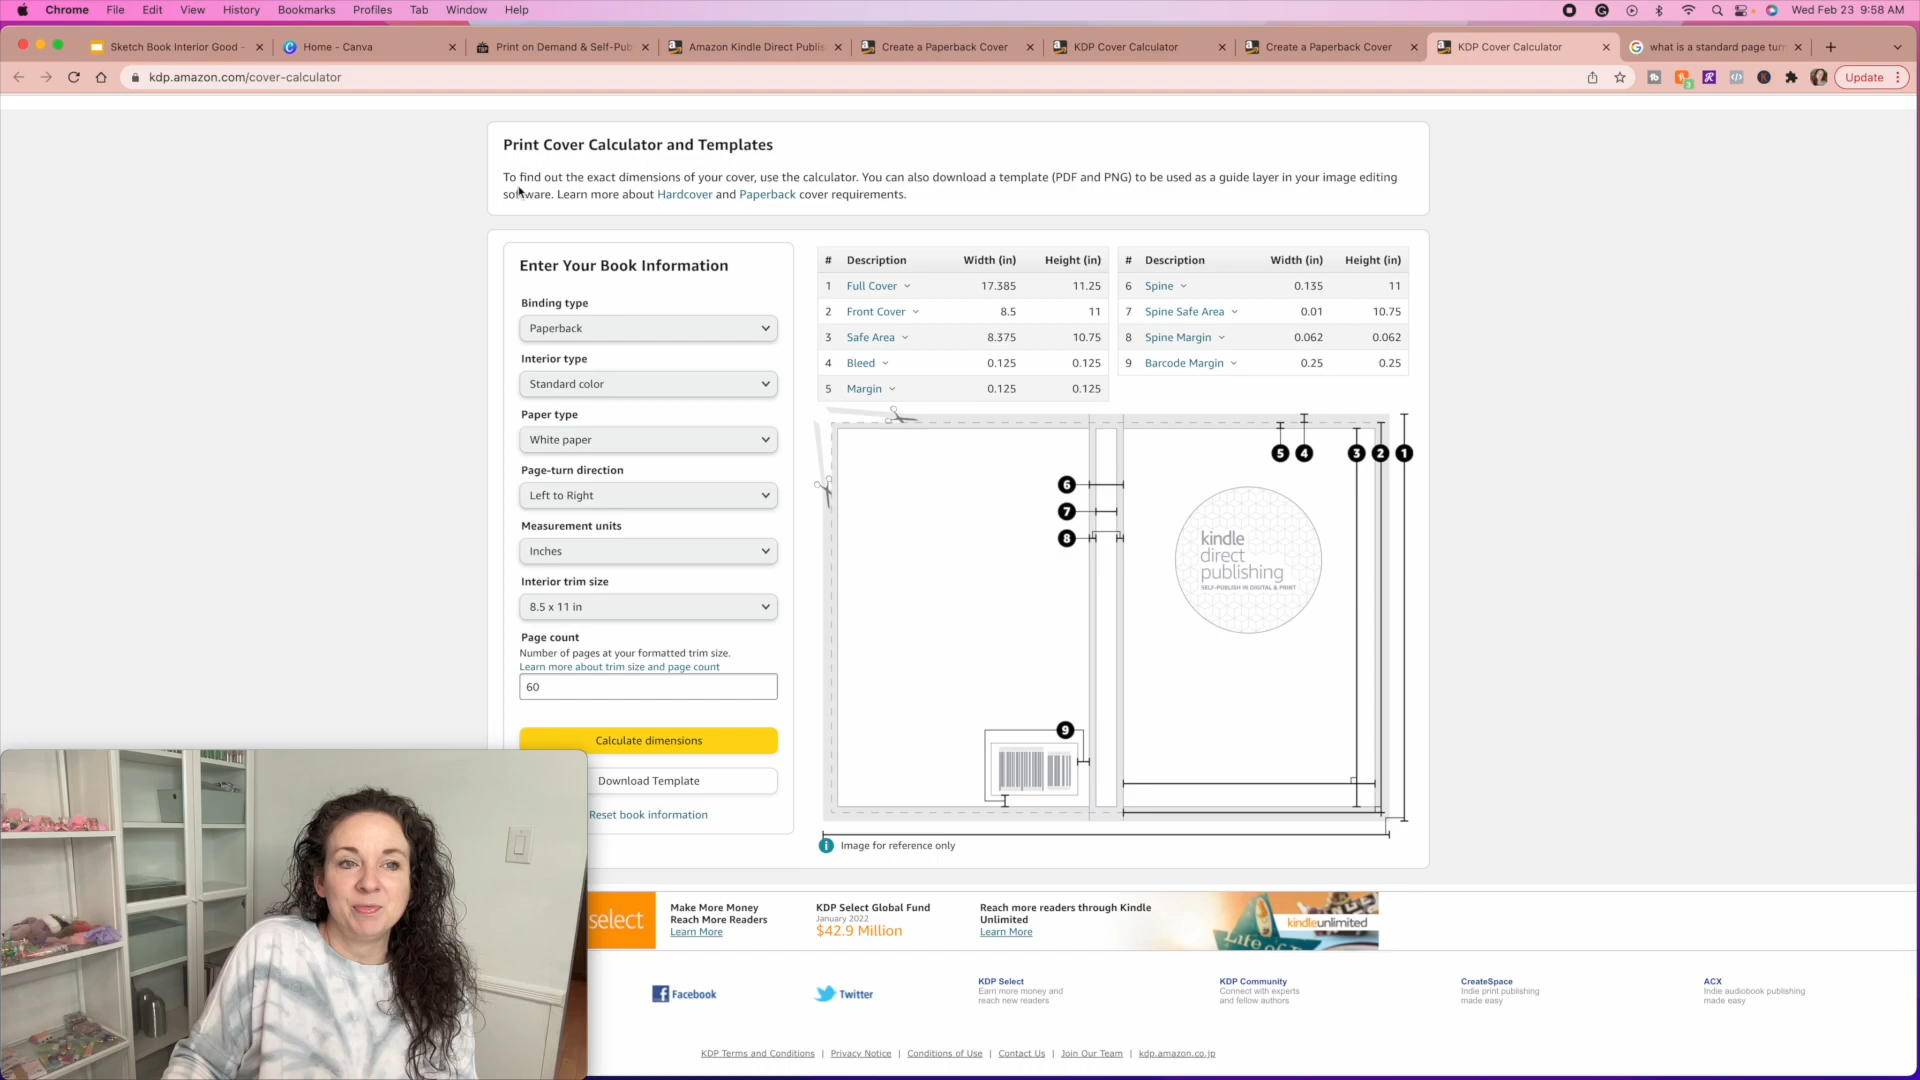 Chrome File Edit View History Bookmarks Profiles Tab Window Help Wed Feb 23 9:58 AM
Sketch Book Interior Good - Home - Canva Print on Demand & Self-Pub Amazon Kindle Direct Publis Create a Paperback Cover KDP Cover Calculator Create a Paperback Cover KDP Cover Calculator what is a standard page turn
kdp.amazon.com/cover-calculator Update
Print Cover Calculator and Templates
To find out the exact dimensions of your cover, use the calculator. You can also download a template (PDF and PNG) to be used as a guide layer in your image editing
software. Learn more about Hardcover and Paperback cover requirements.
Enter Your Book Information
Binding type
Paperback
Interior type
Standard color
Paper type
White paper
Page-turn direction
Left to Right
Measurement units
Inches
Interior trim size
8.5 x 11 in
Page count
Number of pages at your formatted trim size.
Learn more about trim size and page count
60
Calculate dimensions
Download Template
Reset book information
# Description Width (in) Height (in)
1 Full Cover 17.385 11.25
2 Front Cover 8.5 11
3 Safe Area 8.375 10.75
4 Bleed 0.125 0.125
5 Margin 0.125 0.125
# Description Width (in) Height (in)
6 Spine 0.135 11
7 Spine Safe Area 0.01 10.75
8 Spine Margin 0.062 0.062
9 Barcode Margin 0.25 0.25
5 4 3 2 1
6
7
8
9
kindle
direct
publishing
SELF-PUBLISH IN DIGITAL & PRINT
Image for reference only
select
Make More Money
Reach More Readers
Learn More
KDP Select Global Fund
January 2022
$42.9 Million
Reach more readers through Kindle
Unlimited
Learn More
Life of
kindleunlimited
Facebook
Twitter
KDP Select
Earn more money and
reach new readers
KDP Community
Connect with experts
and fellow authors
CreateSpace
Indie print publishing
made easy
ACX
Indie audiobook publishing
made easy
KDP Terms and Conditions | Privacy Notice | Conditions of Use | Contact Us | Join Our Team | kdp.amazon.co.jp